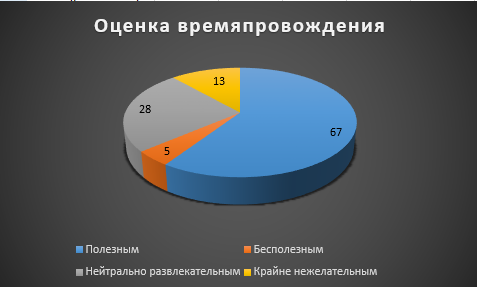 Оценка времяпровождения
13
28
67
5
Полезным Бесполезным
Нейтрально развлекательным Крайне нежелательным